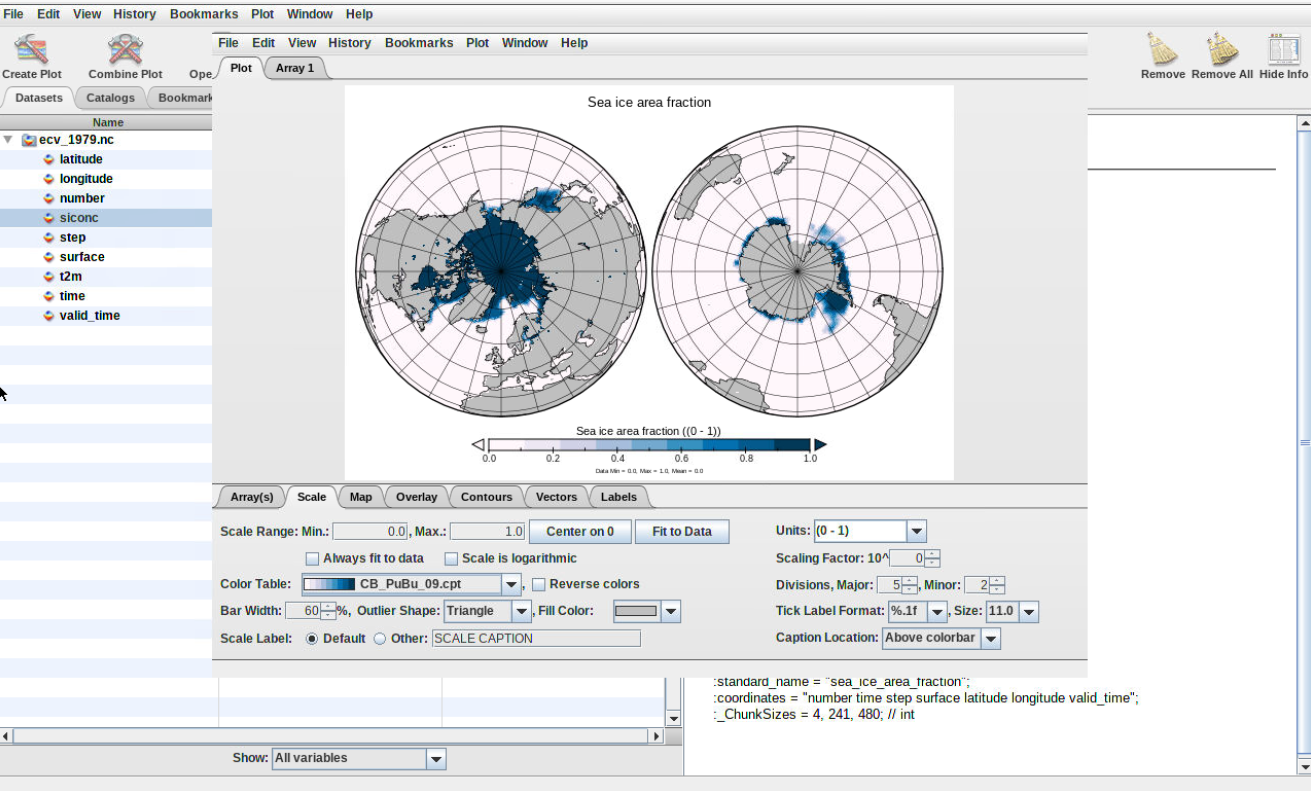 File Edit View History Bookmarks Plot Window Help
Create Plot Combine Plot Ope
Remove Remove All Hide Info
Datasets Catalogs Bookmark
Name
ecv_1979.nc
latitude
longitude
number
siconc
step
surface
t2m
time
valid_time
File Edit View History Bookmarks Plot Window Help
Plot Array 1
Sea ice area fraction
Sea ice area fraction ((0 - 1))
0.0 0.2 0.4 0.6 0.8 1.0
Data Min = 0.0, Max = 1.0, Mean = 0.0
Array(s) Scale Map Overlay Contours Vectors Labels
Scale Range: Min.: 0.0, Max.: 1.0 Center on 0 Fit to Data Units: (0 - 1)
Always fit to data Scale is logarithmic Scaling Factor: 10^ 0
Color Table: CB_PuBu_09.cpt , Reverse colors Divisions, Major: 5 , Minor: 2
Bar Width: 60 %, Outlier Shape: Triangle , Fill Color: Tick Label Format: %.1f , Size: 11.0
Scale Label: Default Other: SCALE CAPTION Caption Location: Above colorbar
:standard_name = "sea_ice_area_fraction";
:coordinates = "number time step surface latitude longitude valid_time";
:_ChunkSizes = 4, 241, 480; // int
Show: All variables